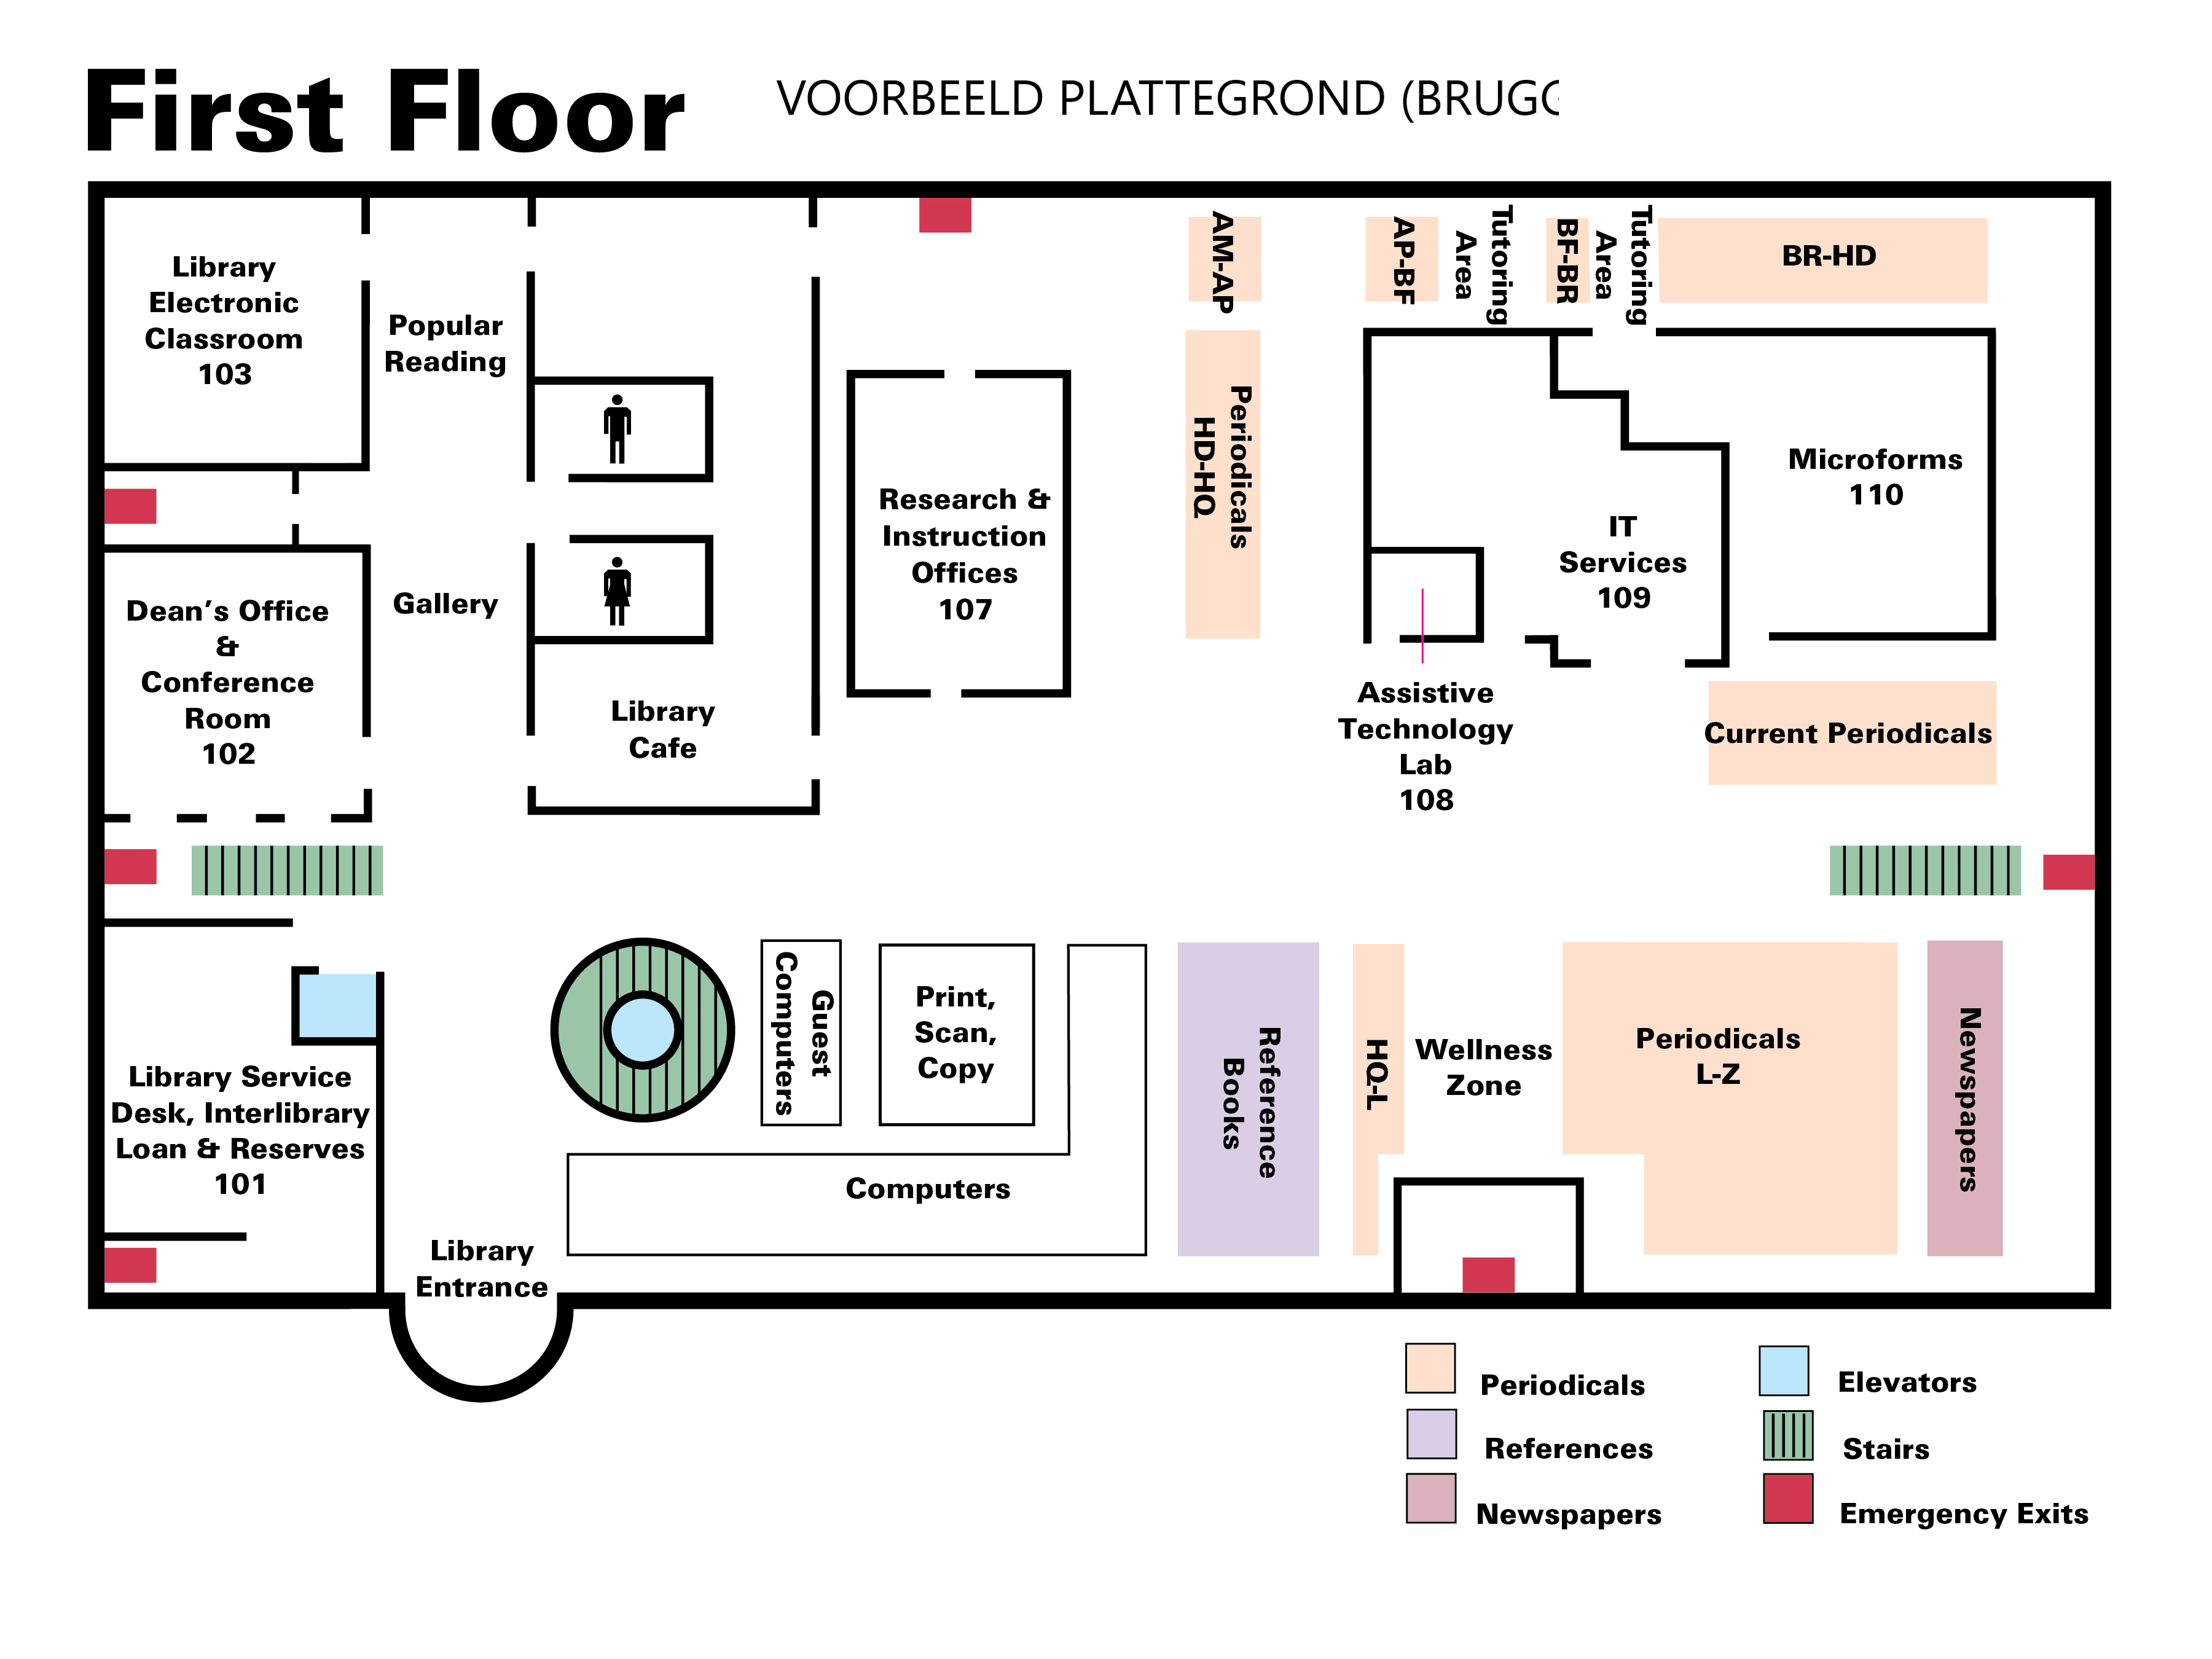 First Floor
VOORBEELD PLATTEGROND
Library
Electronic
Classroom
103
Popular
Reading
AM-AP
AP-BF
Tutoring
Area
BF-BR
Tutoring
Area
BR-HD
Periodicals
HD-HQ
Research &
Instruction
Offices
107
Microforms
110
IT
Services
109
Dean's Office
&
Conference
Room
102
Gallery
Library
Cafe
Assistive
Technology
Lab
108
Current Periodicals
Library Service
Desk, Interlibrary
Loan & Reserves
101
Guest
Computers
Print,
Scan,
Copy
Computers
Reference
Books
HQ-L
Wellness
Zone
Periodicals
L-Z
Newspapers
Library
Entrance
Periodicals
Elevators
References
Stairs
Newspapers
Emergency Exits